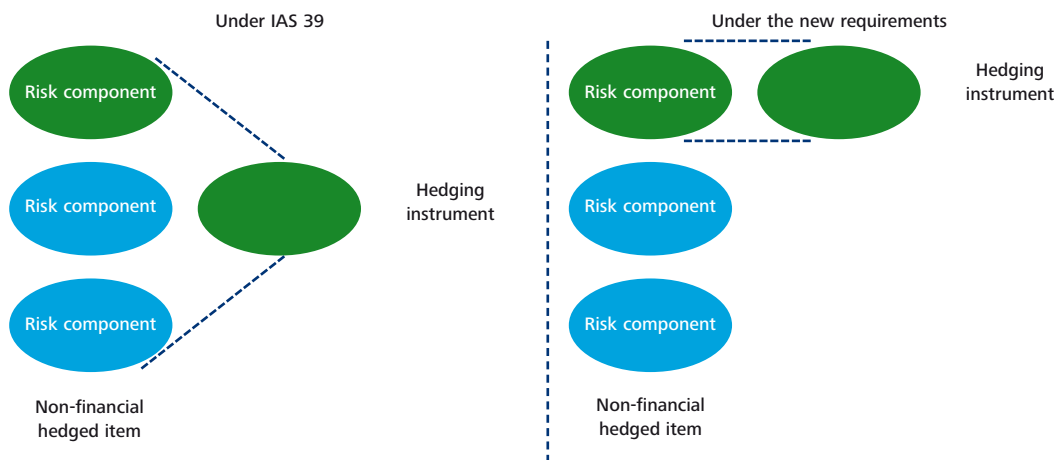 Under IAS 39
Risk component
Risk component
Risk component
Hedging
instrument
Non-financial
hedged item
Under the new requirements
Risk component
Hedging
instrument
Risk component
Risk component
Non-financial
hedged item